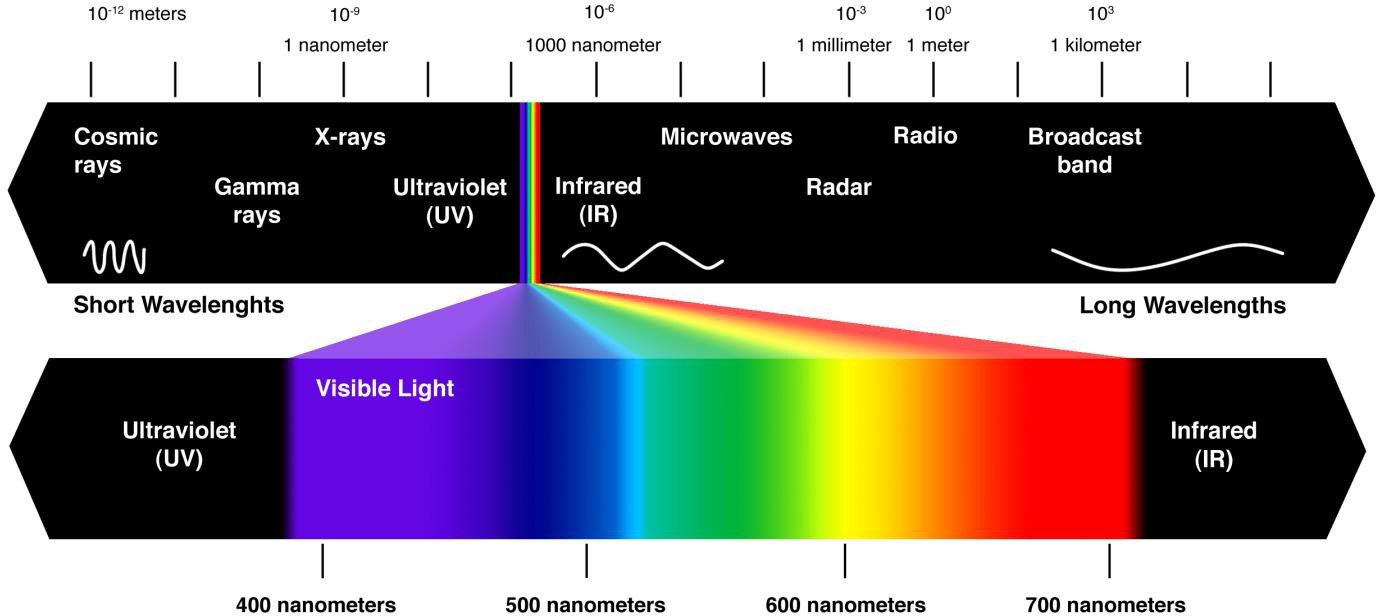 10-12 meters 10-9 10-6 10-3 100 103
1 nanometer 1000 nanometer 1 millimeter 1 meter 1 kilometer
Cosmic
rays
X-rays
Microwaves
Radio
Broadcast
band
Gamma
rays
Ultraviolet
(UV)
Infrared
(IR)
Radar
Short Wavelenghts
Long Wavelengths
Visible Light
Ultraviolet
(UV)
Infrared
(IR)
400 nanometers 500 nanometers 600 nanometers 700 nanometers